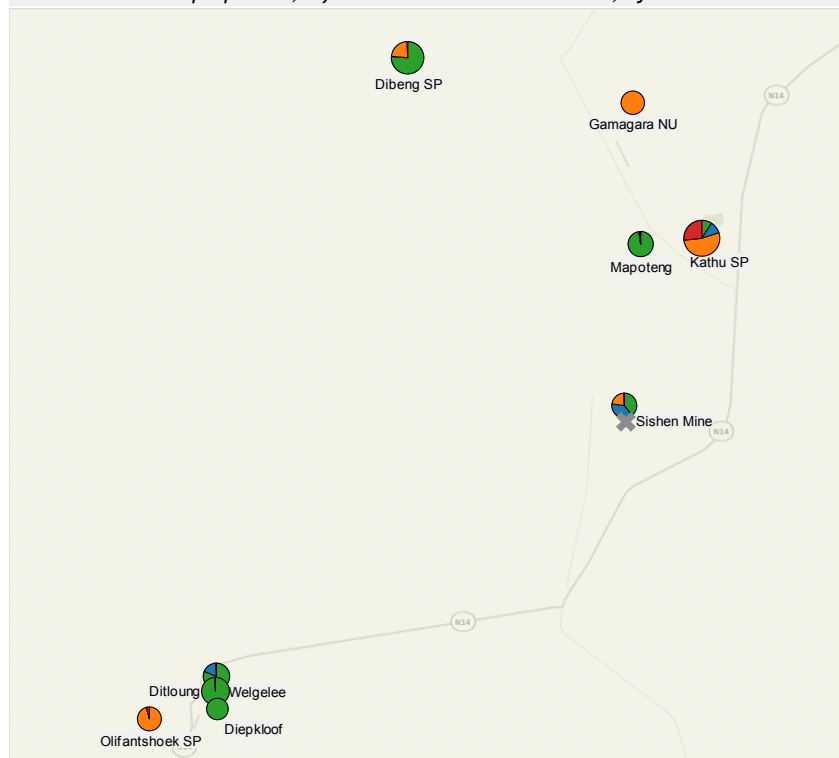 Dibeng SP
N14
Gamagara NU
Kathu SP
Mapoteng
Sishen Mine
N14
N14
Ditloung
Welgelee
Diepkloof
Olifantshoek SP